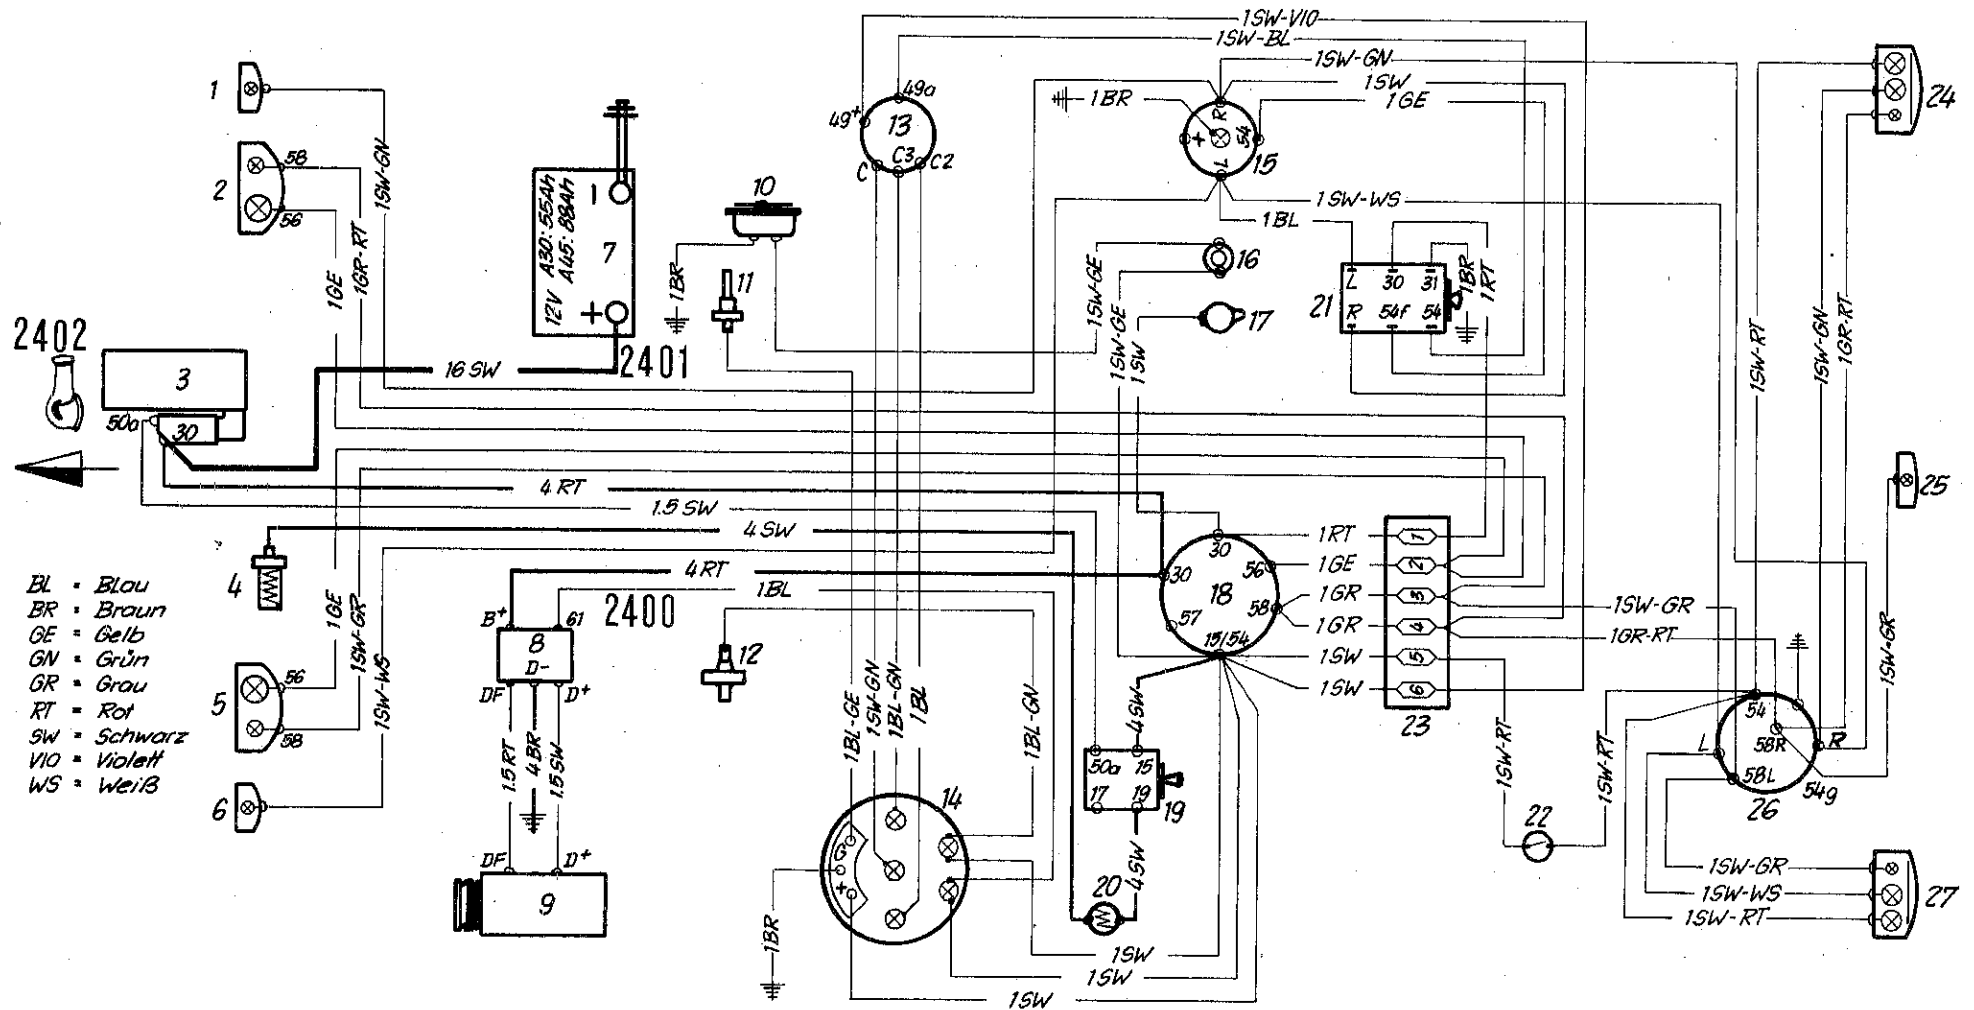 1SW-VIO
1SW-BL
1SW-GN
1SW
1GE
1BR
1
2
58
56
1SW-GN
1GR-RT
1GE
12V A30: 55Ah
A45: 88Ah
7
+
2401
10
1BR
11
49a
49+
13
C
C3
C2
R
+
54
L
15
1SW-WS
1BL
1SW-GE
1SW-GE
1SW
16
17
21
L 30 31
R 54f 54
1BR
1RT
24
1SW-RT
1SW-GN
1GR-RT
2402
3
50a
30
16 SW
4 RT
1.5 SW
4 SW
4 RT
1BL
4
BL = Blau
BR = Braun
GE = Gelb
GN = Grün
GR = Grau
RT = Rot
SW = Schwarz
VIO = Violett
WS = Weiß
5
56
58
6
1GE
1SW-GR
1SW-WS
2400
B+
61
8
D-
DF
D+
1.5RT
4BR
1.5SW
DF
D+
9
12
1BL-GE
1SW-GN
1BL-GN
1BL
1BL-GN
14
G
+
1BR
1SW
1SW
1SW
30
30
56
18
58
57
15/54
1RT
1GE
1GR
1GR
1SW
1SW
1
2
3
4
5
6
23
4SW
50a 15
17 19
19
4SW
20
1SW-GR
1GR-RT
1SW-RT
1SW-RT
22
25
1SW-GR
54
58R
R
L
58L
54g
26
1SW-GR
1SW-WS
1SW-RT
27